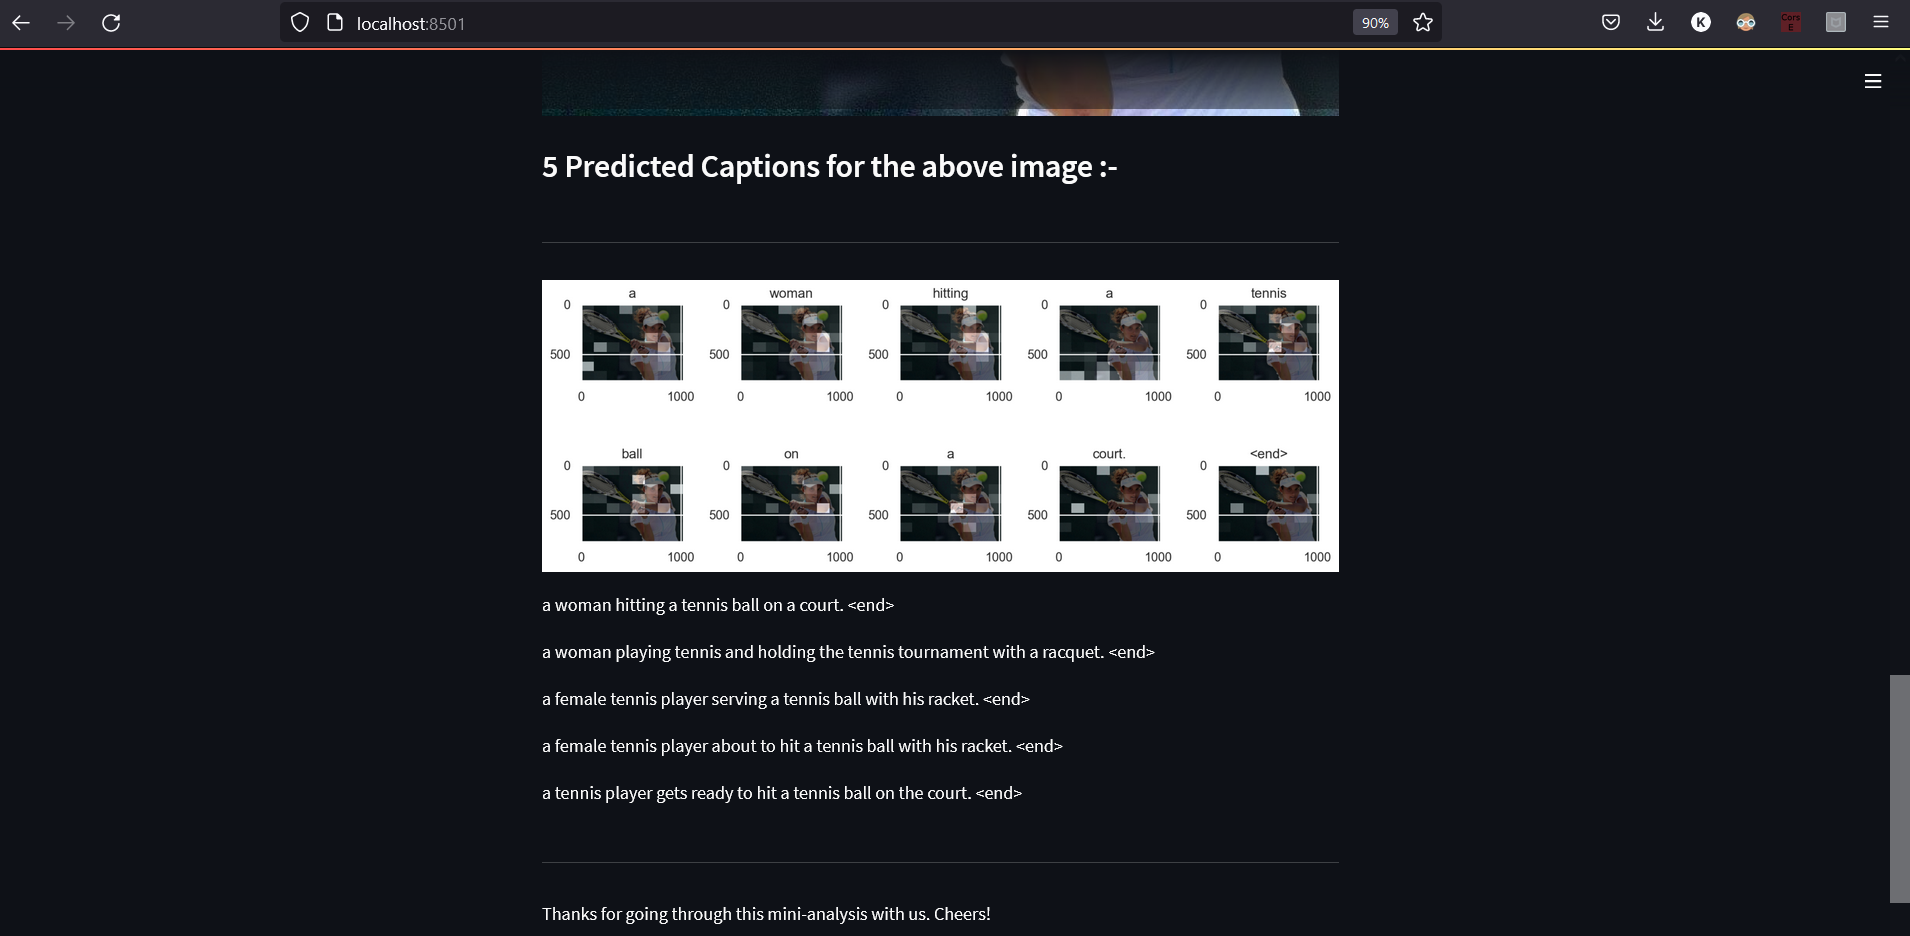 localhost:8501
90%
K
Cors
E
5 Predicted Captions for the above image :-
a woman hitting a tennis
0 0 0 0 0
500 500 500 500 500
0 1000 0 1000 0 1000 0 1000 0 1000
ball on a court. <end>
0 0 0 0 0
500 500 500 500 500
0 1000 0 1000 0 1000 0 1000 0 1000
a woman hitting a tennis ball on a court. <end>
a woman playing tennis and holding the tennis tournament with a racquet. <end>
a female tennis player serving a tennis ball with his racket. <end>
a female tennis player about to hit a tennis ball with his racket. <end>
a tennis player gets ready to hit a tennis ball on the court. <end>
Thanks for going through this mini-analysis with us. Cheers!